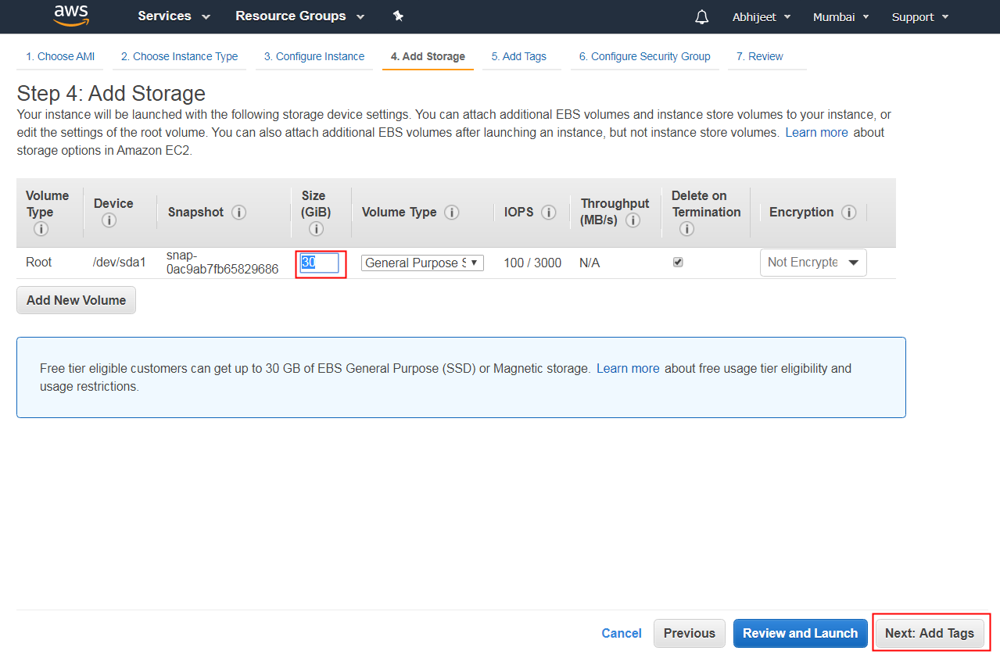 aws Services Resource Groups Abhijeet Mumbai Support
1. Choose AMI 2. Choose Instance Type 3. Configure Instance 4. Add Storage 5. Add Tags 6. Configure Security Group 7. Review
Step 4: Add Storage
Your instance will be launched with the following storage device settings. You can attach additional EBS volumes and instance store volumes to your instance, or
edit the settings of the root volume. You can also attach additional EBS volumes after launching an instance, but not instance store volumes. Learn more about
storage options in Amazon EC2.
Volume Type Device Snapshot Size (GiB) Volume Type IOPS Throughput (MB/s) Delete on Termination Encryption
Root /dev/sda1 snap-0ac9ab7fb65829686 30 General Purpose S 100 / 3000 N/A Not Encrypte
Add New Volume
Free tier eligible customers can get up to 30 GB of EBS General Purpose (SSD) or Magnetic storage. Learn more about free usage tier eligibility and
usage restrictions.
Cancel Previous Review and Launch Next: Add Tags